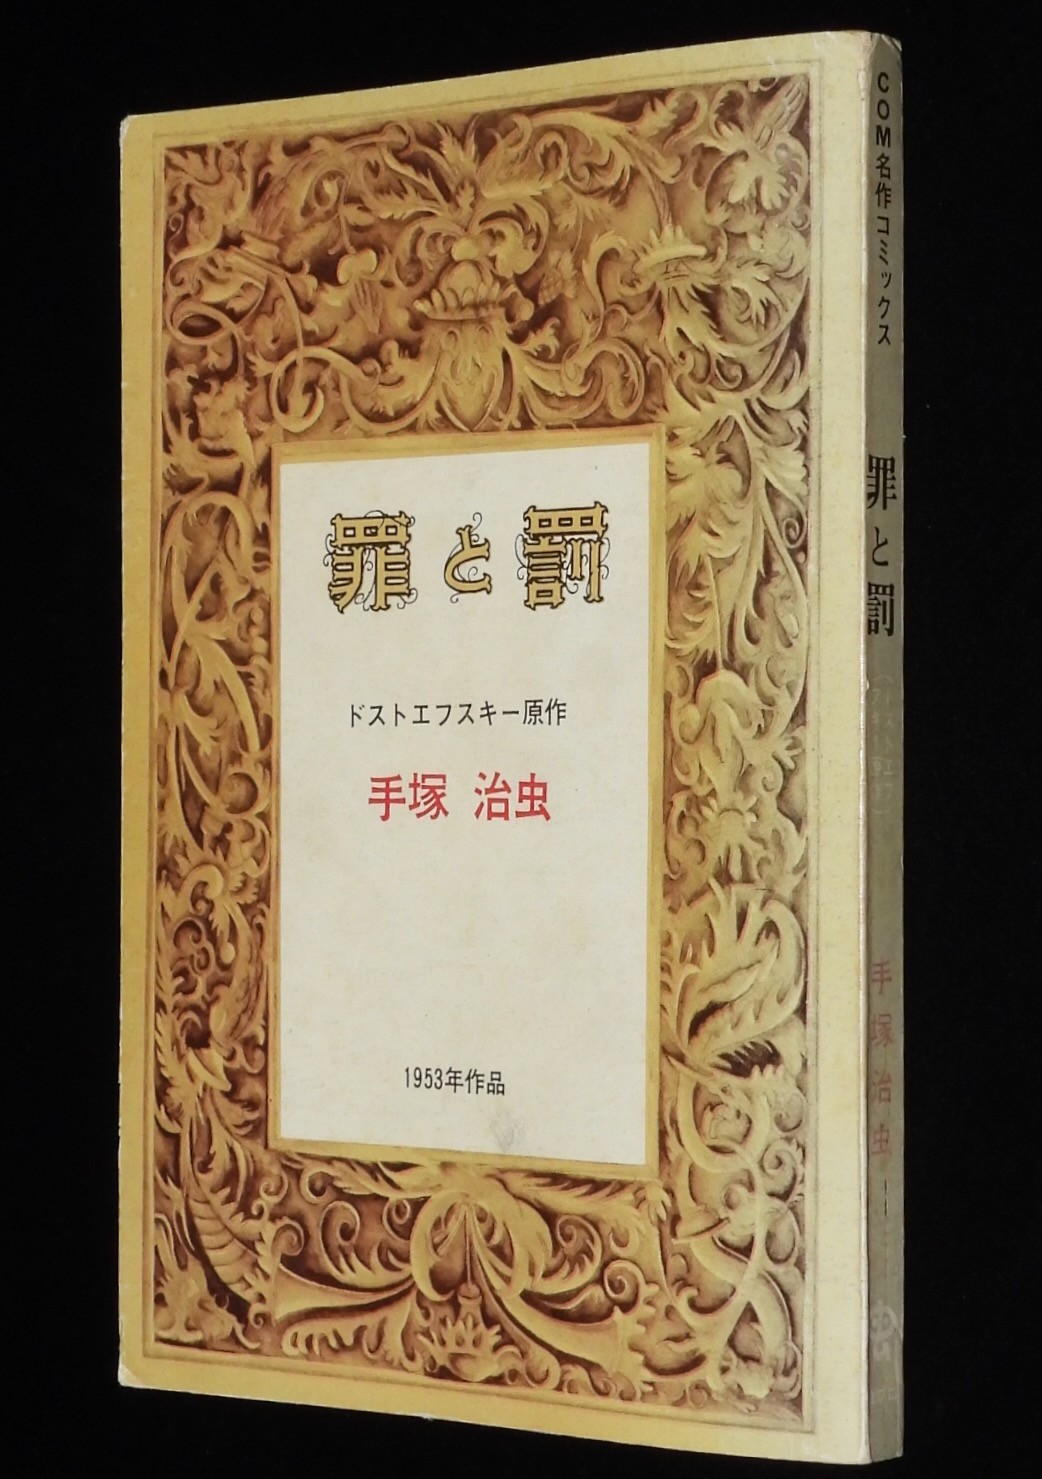 罪と罰
ドストエフスキー原作
手塚 治虫
1953年作品
COM名作コミックス
罪と罰
手塚治虫